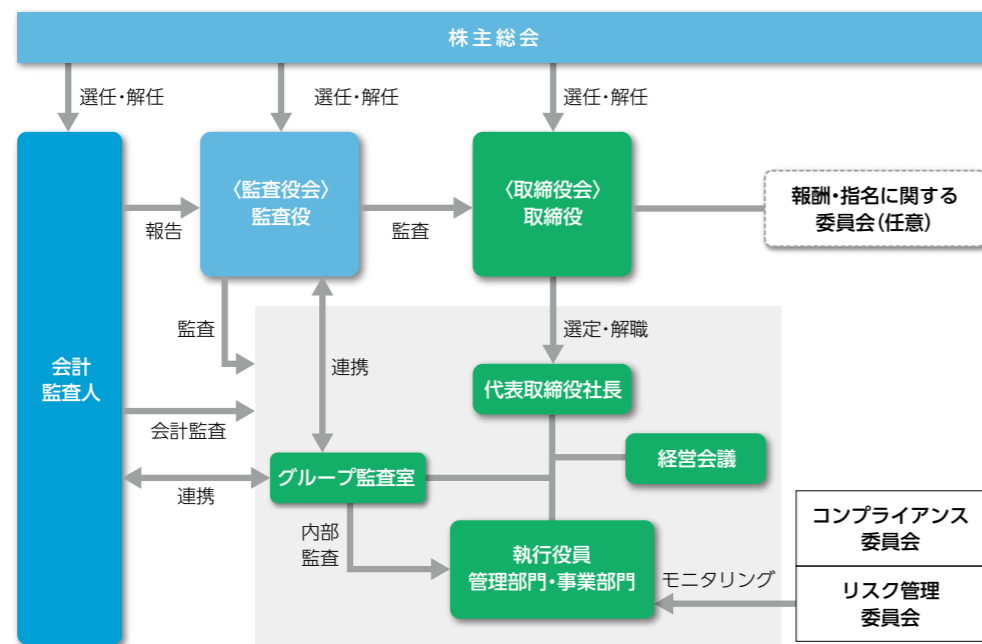 株主総会
選任・解任
選任・解任
選任・解任
〈監査役会〉
監査役
〈取締役会〉
取締役
報酬・指名に関する
委員会（任意）
報告
監査
監査
選定・解職
連携
会計
監査人
代表取締役社長
会計監査
経営会議
グループ監査室
連携
内部
監査
執行役員
管理部門・事業部門
モニタリング
コンプライアンス
委員会
リスク管理
委員会